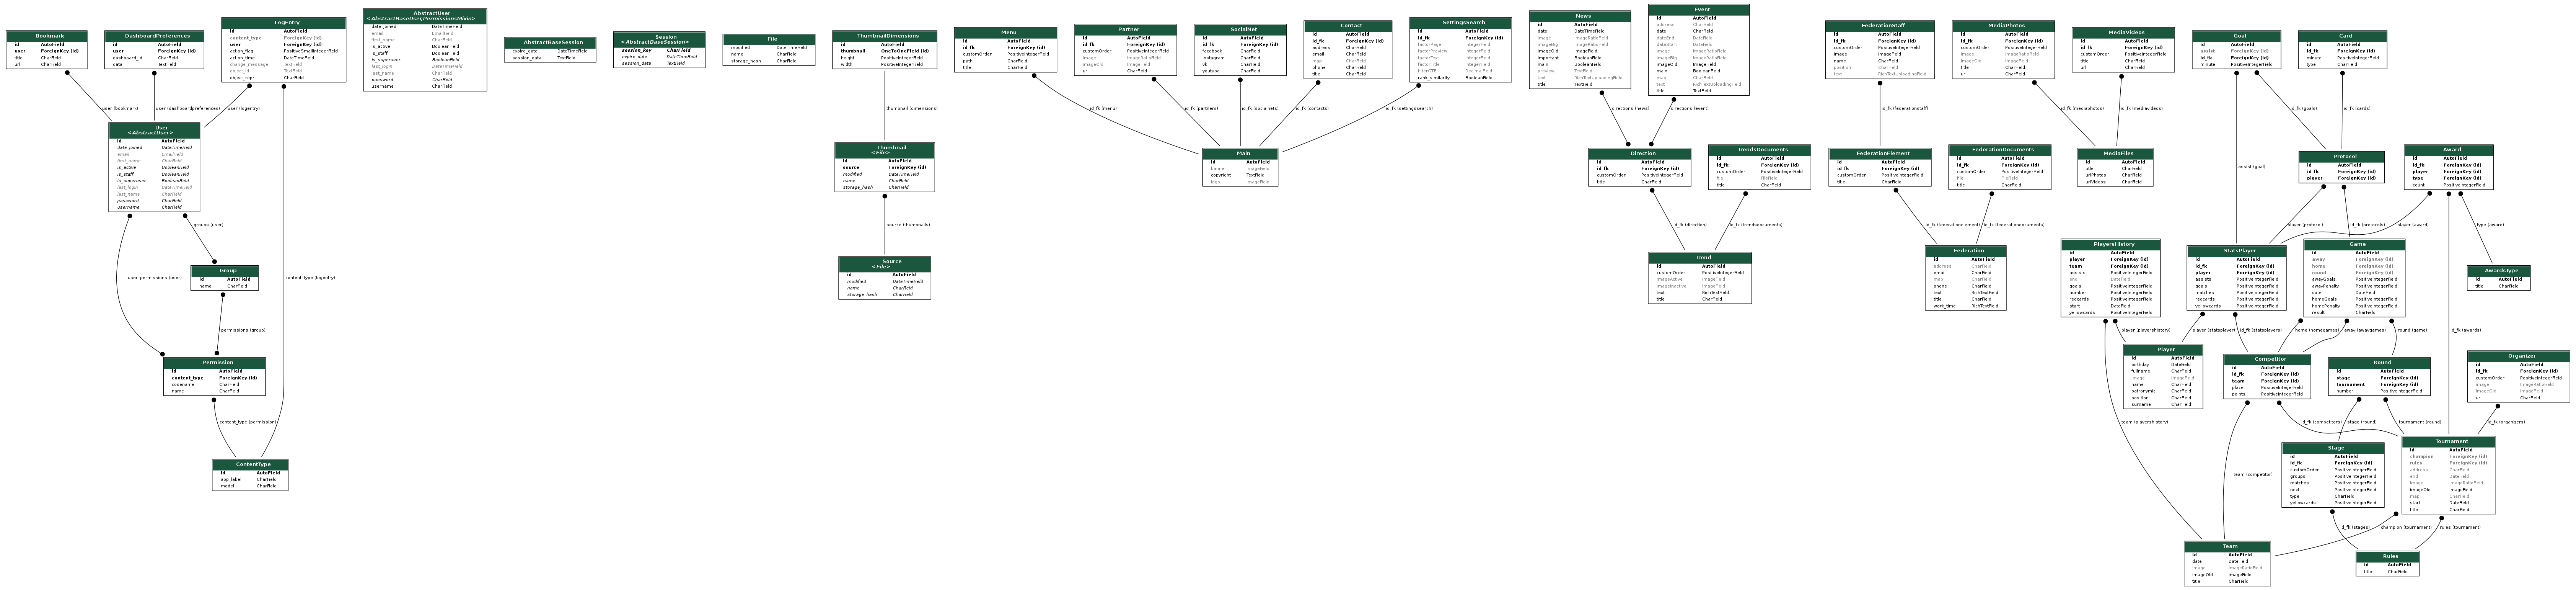 Bookmark
id AutoField
user ForeignKey (id)
title CharField
url CharField
DashboardPreferences
id AutoField
user ForeignKey (id)
dashboard_id CharField
data TextField
LogEntry
id AutoField
content_type ForeignKey (id)
user ForeignKey (id)
action_flag PositiveSmallIntegerField
action_time DateTimeField
change_message TextField
object_id TextField
object_repr CharField
AbstractUser
<AbstractBaseUser,PermissionsMixin>
date_joined DateTimeField
email EmailField
first_name CharField
is_active BooleanField
is_staff BooleanField
is_superuser BooleanField
last_login DateTimeField
last_name CharField
password CharField
username CharField
AbstractBaseSession
expire_date DateTimeField
session_data TextField
Session
<AbstractBaseSession>
session_key CharField
expire_date DateTimeField
session_data TextField
File
modified DateTimeField
name CharField
storage_hash CharField
ThumbnailDimensions
id AutoField
thumbnail OneToOneField (id)
height PositiveIntegerField
width PositiveIntegerField
Menu
id AutoField
id_fk ForeignKey (id)
customOrder PositiveIntegerField
path CharField
title CharField
Partner
id AutoField
id_fk ForeignKey (id)
customOrder PositiveIntegerField
image ImageRatioField
imageOld ImageField
url CharField
SocialNet
id AutoField
id_fk ForeignKey (id)
facebook CharField
instagram CharField
vk CharField
youtube CharField
Contact
id AutoField
id_fk ForeignKey (id)
address CharField
email CharField
map CharField
phone CharField
title CharField
SettingsSearch
id AutoField
id_fk ForeignKey (id)
factorPage IntegerField
factorPreview IntegerField
factorText IntegerField
factorTitle IntegerField
filterGTE DecimalField
rank_similarity BooleanField
News
id AutoField
date DateTimeField
image ImageRatioField
imageBig ImageRatioField
imageOld ImageField
important BooleanField
main BooleanField
preview TextField
text RichTextUploadingField
title TextField
Event
id AutoField
address CharField
date CharField
dateEnd DateField
dateStart DateField
image ImageRatioField
imageBig ImageRatioField
imageOld ImageField
main BooleanField
map CharField
text RichTextUploadingField
title TextField
FederationStaff
id AutoField
id_fk ForeignKey (id)
customOrder PositiveIntegerField
image ImageField
name CharField
position CharField
text RichTextUploadingField
MediaPhotos
id AutoField
id_fk ForeignKey (id)
customOrder PositiveIntegerField
image ImageRatioField
imageOld ImageField
title CharField
url CharField
MediaVideos
id AutoField
id_fk ForeignKey (id)
customOrder PositiveIntegerField
title CharField
url CharField
Goal
id AutoField
assist ForeignKey (id)
id_fk ForeignKey (id)
minute PositiveIntegerField
Card
id AutoField
id_fk ForeignKey (id)
minute PositiveIntegerField
type CharField
user (bookmark)
user (dashboardpreferences)
user (logentry)
thumbnail (dimensions)
id_fk (menu)
id_fk (partners)
id_fk (socialnets)
id_fk (contacts)
id_fk (settingssearch)
directions (news)
directions (event)
id_fk (federationstaff)
id_fk (mediaphotos)
id_fk (mediavideos)
id_fk (goals)
id_fk (cards)
User
<AbstractUser>
id AutoField
date_joined DateTimeField
email EmailField
first_name CharField
is_active BooleanField
is_staff BooleanField
is_superuser BooleanField
last_login DateTimeField
last_name CharField
password CharField
username CharField
Thumbnail
<File>
id AutoField
source ForeignKey (id)
modified DateTimeField
name CharField
storage_hash CharField
Main
id AutoField
banner ImageField
copyright TextField
logo ImageField
Direction
id AutoField
id_fk ForeignKey (id)
customOrder PositiveIntegerField
title CharField
TrendsDocuments
id AutoField
id_fk ForeignKey (id)
customOrder PositiveIntegerField
file FileField
title CharField
FederationElement
id AutoField
id_fk ForeignKey (id)
customOrder PositiveIntegerField
title CharField
FederationDocuments
id AutoField
id_fk ForeignKey (id)
customOrder PositiveIntegerField
file FileField
title CharField
MediaFiles
id AutoField
title CharField
urlPhotos CharField
urlVideos CharField
assist (goal)
Protocol
id AutoField
id_fk ForeignKey (id)
player ForeignKey (id)
Award
id AutoField
id_fk ForeignKey (id)
player ForeignKey (id)
type ForeignKey (id)
count PositiveIntegerField
groups (user)
source (thumbnails)
id_fk (direction)
id_fk (trendsdocuments)
id_fk (federationelement)
id_fk (federationdocuments)
player (protocol)
id_fk (protocols)
player (award)
type (award)
user_permissions (user)
content_type (logentry)
Group
id AutoField
name CharField
Source
<File>
id AutoField
modified DateTimeField
name CharField
storage_hash CharField
Trend
id AutoField
customOrder PositiveIntegerField
imageActive ImageField
imageInactive ImageField
text RichTextField
title CharField
Federation
id AutoField
address CharField
email CharField
map CharField
phone CharField
text RichTextField
title CharField
work_time RichTextField
PlayersHistory
id AutoField
player ForeignKey (id)
team ForeignKey (id)
assists PositiveIntegerField
end DateField
goals PositiveIntegerField
number PositiveIntegerField
redcards PositiveIntegerField
start DateField
yellowcards PositiveIntegerField
StatsPlayer
id AutoField
id_fk ForeignKey (id)
player ForeignKey (id)
assists PositiveIntegerField
goals PositiveIntegerField
matches PositiveIntegerField
redcards PositiveIntegerField
yellowcards PositiveIntegerField
Game
id AutoField
away ForeignKey (id)
home ForeignKey (id)
round ForeignKey (id)
awayGoals PositiveIntegerField
awayPenalty PositiveIntegerField
date DateField
homeGoals PositiveIntegerField
homePenalty PositiveIntegerField
result CharField
AwardsType
id AutoField
title CharField
permissions (group)
player (playershistory)
player (statsplayer)
id_fk (statsplayers)
home (homegames)
away (awaygames)
round (game)
id_fk (awards)
Permission
id AutoField
content_type ForeignKey (id)
codename CharField
name CharField
Player
id AutoField
birthday DateField
fullname CharField
image ImageField
name CharField
patronymic CharField
position CharField
surname CharField
Competitor
id AutoField
id_fk ForeignKey (id)
team ForeignKey (id)
place PositiveIntegerField
points PositiveIntegerField
Round
id AutoField
stage ForeignKey (id)
tournament ForeignKey (id)
number PositiveIntegerField
Organizer
id AutoField
id_fk ForeignKey (id)
customOrder PositiveIntegerField
image ImageRatioField
imageOld ImageField
url CharField
content_type (permission)
team (playershistory)
id_fk (competitors)
stage (round)
tournament (round)
id_fk (organizers)
ContentType
id AutoField
app_label CharField
model CharField
team (competitor)
Stage
id AutoField
id_fk ForeignKey (id)
customOrder PositiveIntegerField
groups PositiveIntegerField
matches PositiveIntegerField
next PositiveIntegerField
type CharField
yellowcards PositiveIntegerField
Tournament
id AutoField
champion ForeignKey (id)
rules ForeignKey (id)
address CharField
end DateField
image ImageRatioField
imageOld ImageField
map CharField
start DateField
title CharField
id_fk (stages)
champion (tournament)
rules (tournament)
Team
id AutoField
date DateField
image ImageRatioField
imageOld ImageField
title CharField
Rules
id AutoField
title CharField